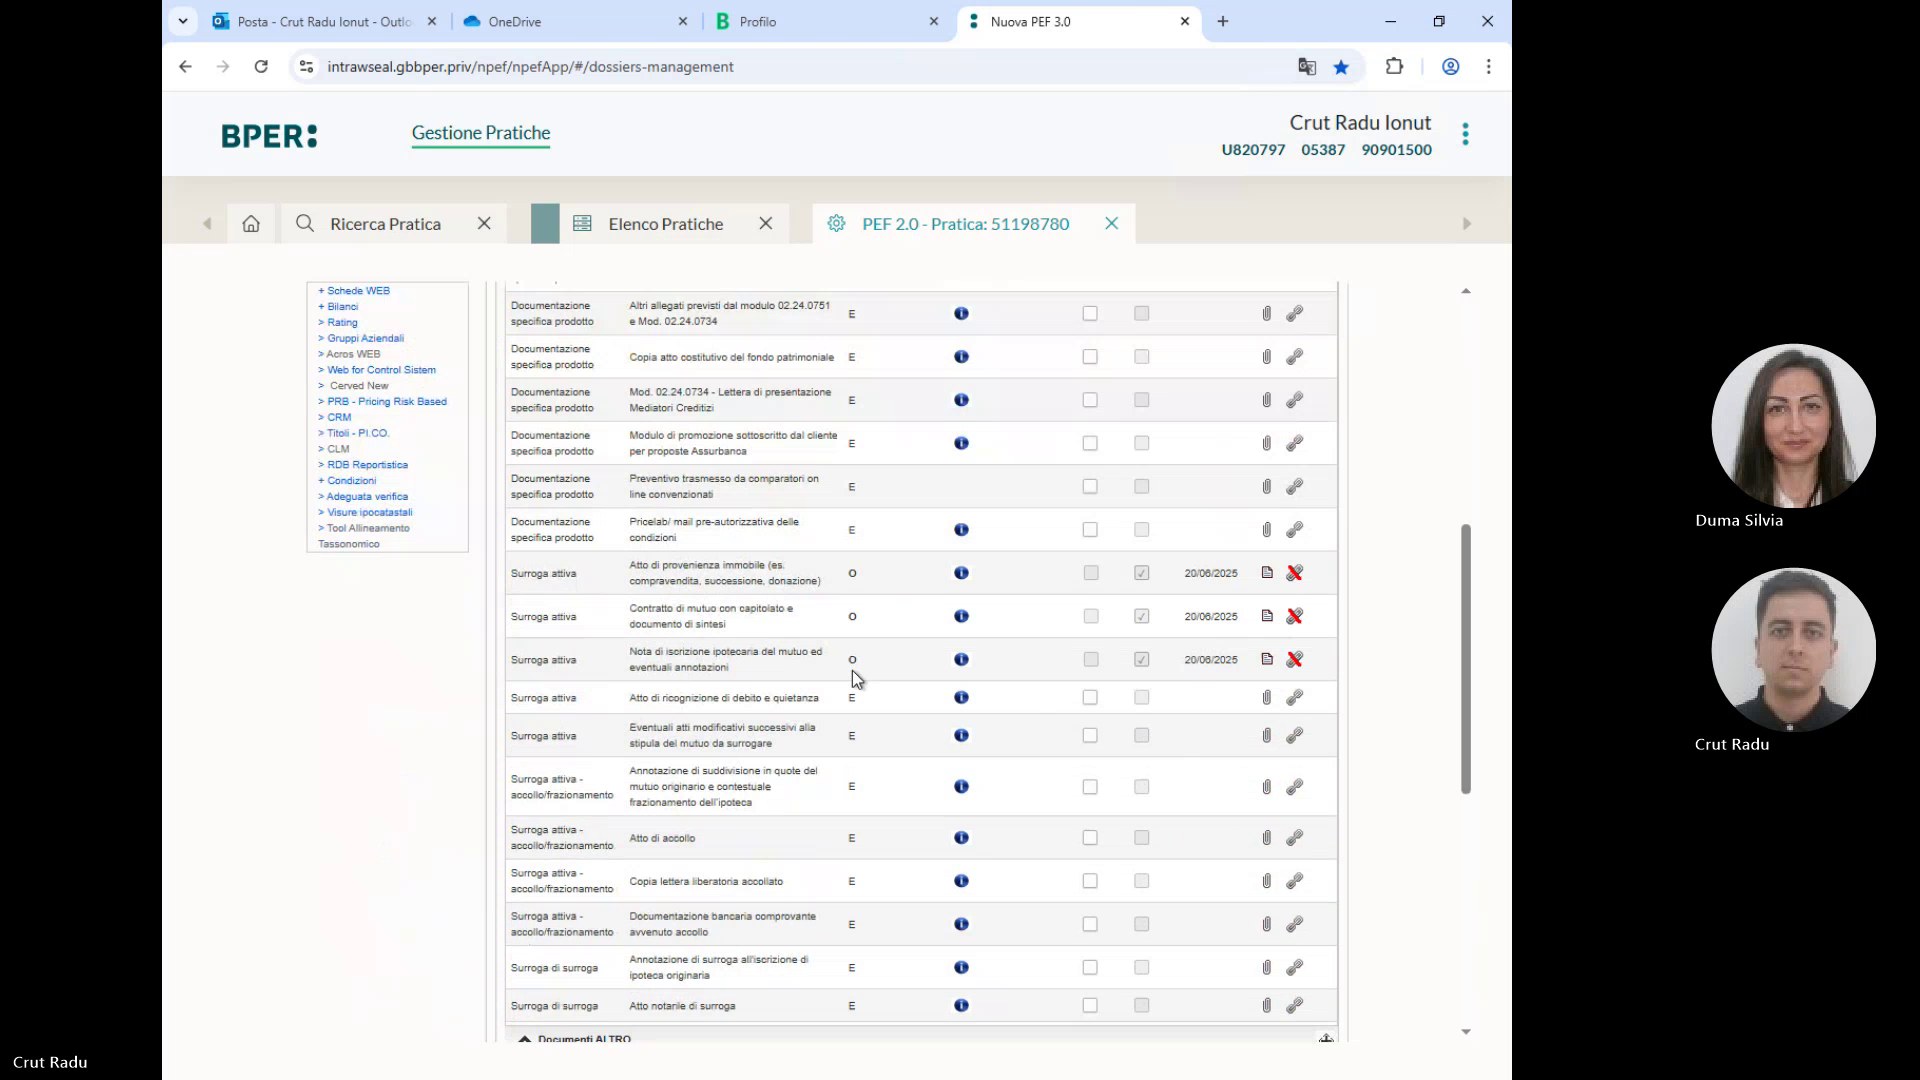 Posta - Crut Radu Ionut - Outlo
OneDrive
Profilo
Nuova PEF 3.0
intrawseal.gbbper.priv/npef/npefApp/#/dossiers-management
BPER:
Gestione Pratiche
Crut Radu Ionut
U820797 05387 90901500
Ricerca Pratica
Elenco Pratiche
PEF 2.0 - Pratica: 51198780
+ Schede WEB
+ Bilanci
> Rating
> Gruppi Aziendali
> Acros WEB
> Web for Control Sistem
> Cerved New
> PRB - Pricing Risk Based
> CRM
> Titoli - PI.CO.
> CLM
> RDB Reportistica
+ Condizioni
> Adeguata verifica
> Visure ipocatastali
> Tool Allineamento
Tassonomico
Documentazione
specifica prodotto
Altri allegati previsti dal modulo 02.24.0751
e Mod. 02.24.0734
E
Documentazione
specifica prodotto
Copia atto costitutivo del fondo patrimoniale
E
Documentazione
specifica prodotto
Mod. 02.24.0734 - Lettera di presentazione
Mediatori Creditizi
E
Documentazione
specifica prodotto
Modulo di promozione sottoscritto dal cliente
per proposte Assurbanca
E
Documentazione
specifica prodotto
Preventivo trasmesso da comparatori on
line convenzionati
E
Documentazione
specifica prodotto
Pricelab/ mail pre-autorizzativa delle
condizioni
E
Surroga attiva
Atto di provenienza immobile (es.
compravendita, successione, donazione)
O
20/06/2025
Surroga attiva
Contratto di mutuo con capitolato e
documento di sintesi
O
20/06/2025
Surroga attiva
Nota di iscrizione ipotecaria del mutuo ed
eventuali annotazioni
O
20/06/2025
Surroga attiva
Atto di ricognizione di debito e quietanza
E
Surroga attiva
Eventuali atti modificativi successivi alla
stipula del mutuo da surrogare
E
Surroga attiva -
accollo/frazionamento
Annotazione di suddivisione in quote del
mutuo originario e contestuale
frazionamento dell'ipoteca
E
Surroga attiva -
accollo/frazionamento
Atto di accollo
E
Surroga attiva -
accollo/frazionamento
Copia lettera liberatoria accollato
E
Surroga attiva -
accollo/frazionamento
Documentazione bancaria comprovante
avvenuto accollo
E
Surroga di surroga
Annotazione di surroga all'iscrizione di
ipoteca originaria
E
Surroga di surroga
Atto notarile di surroga
E
Documenti ALTRO
Duma Silvia
Crut Radu
Crut Radu